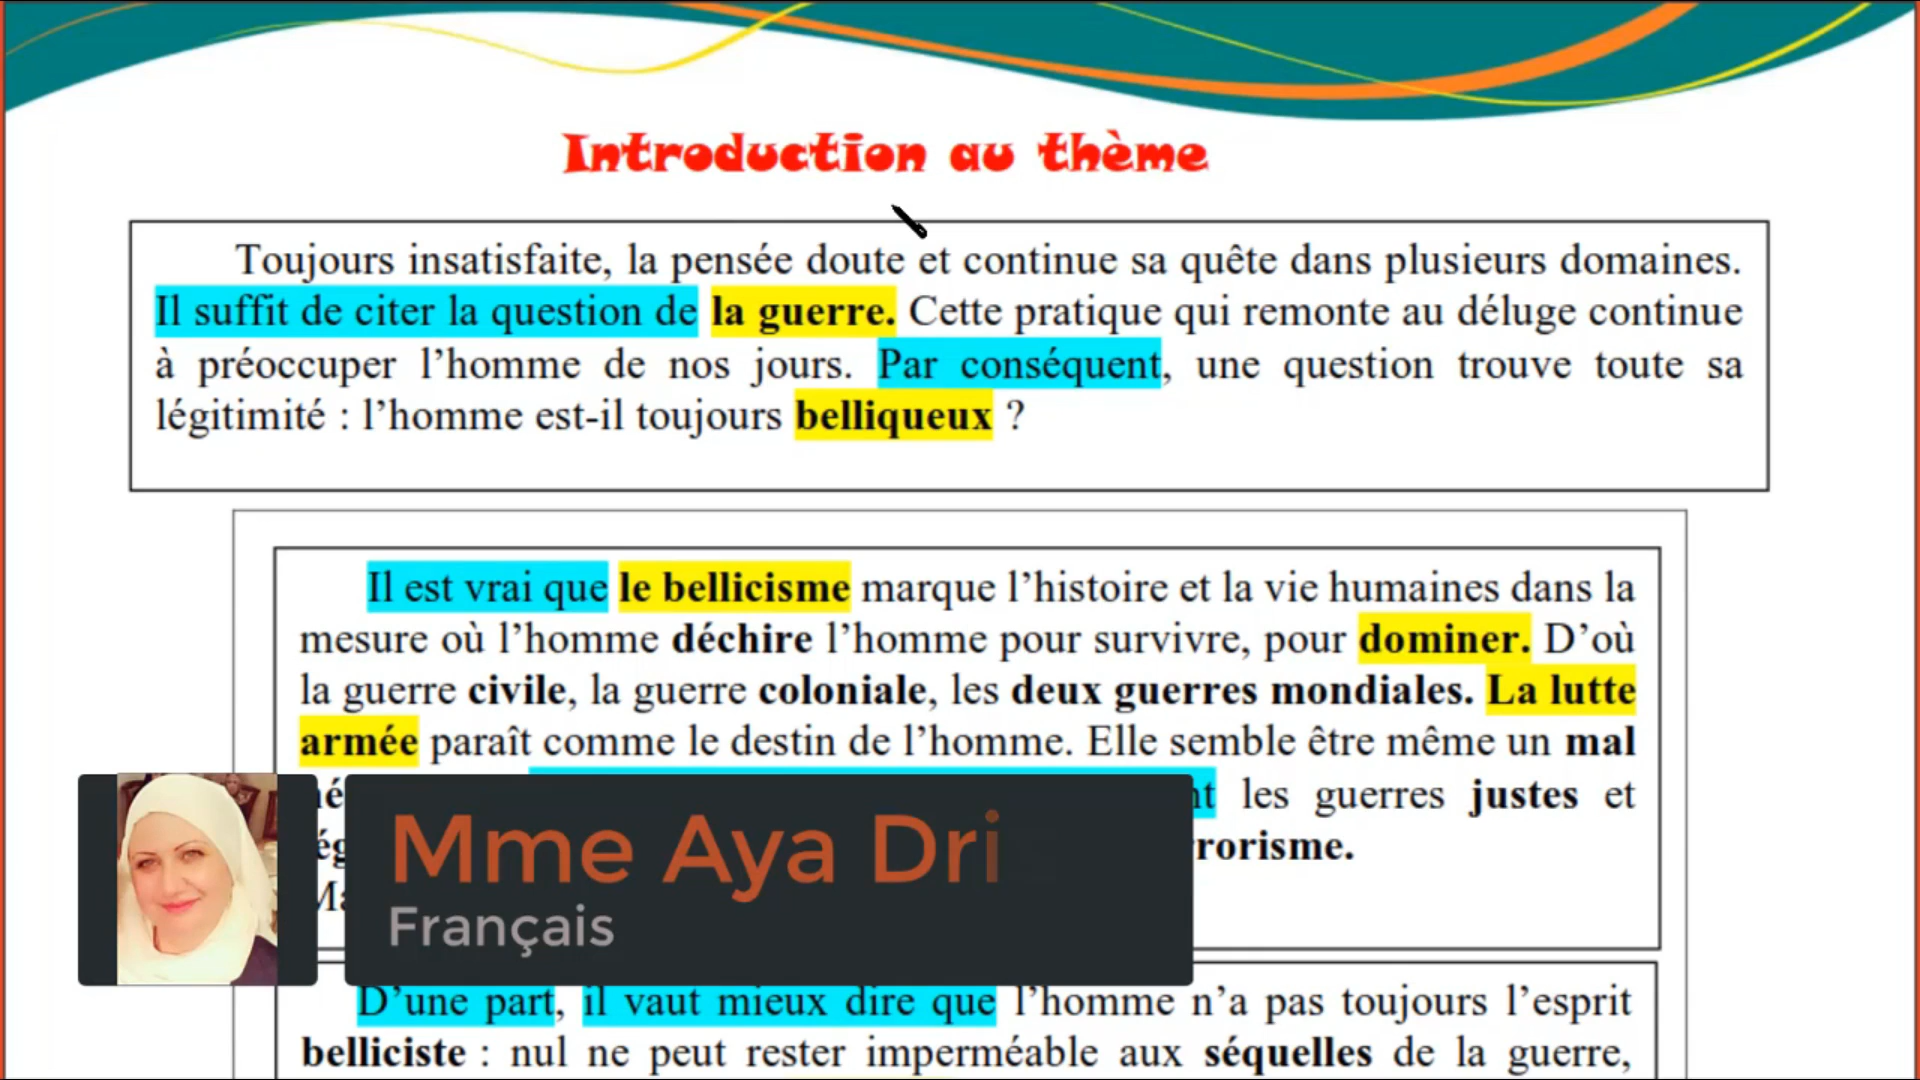 Introduction au thème
Toujours insatisfaite, la pensée doute et continue sa quête dans plusieurs domaines.
Il suffit de citer la question de la guerre. Cette pratique qui remonte au déluge continue
à préoccuper l'homme de nos jours. Par conséquent, une question trouve toute sa
légitimité : l'homme est-il toujours belliqueux ?
Il est vrai que le bellicisme marque l'histoire et la vie humaines dans la
mesure où l'homme déchire l'homme pour survivre, pour dominer. D'où
la guerre civile, la guerre coloniale, les deux guerres mondiales. La lutte
armée paraît comme le destin de l'homme. Elle semble être même un mal
les guerres justes et
rorisme.
Mme Aya Dri
Français
D'une part, il vaut mieux dire que l'homme n'a pas toujours l'esprit
belliciste : nul ne peut rester imperméable aux séquelles de la guerre,